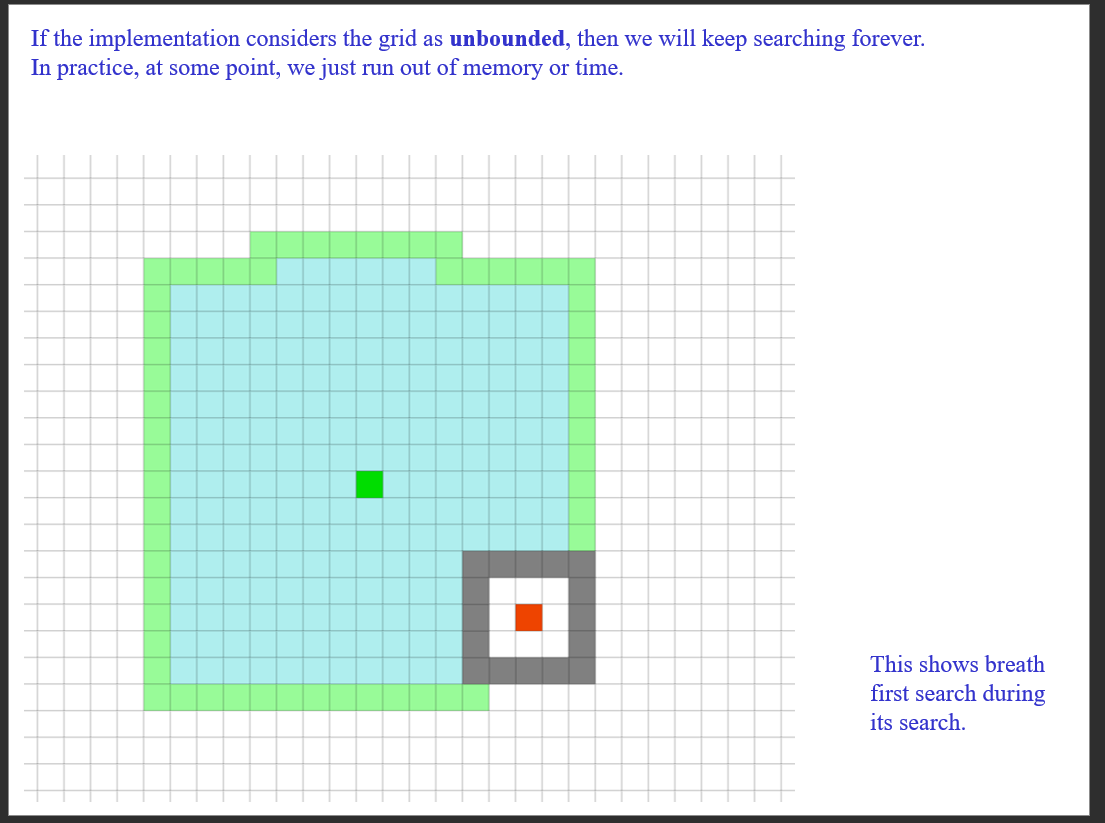 If the implementation considers the grid as unbounded, then we will keep searching forever.
In practice, at some point, we just run out of memory or time.
This shows breath
first search during
its search.